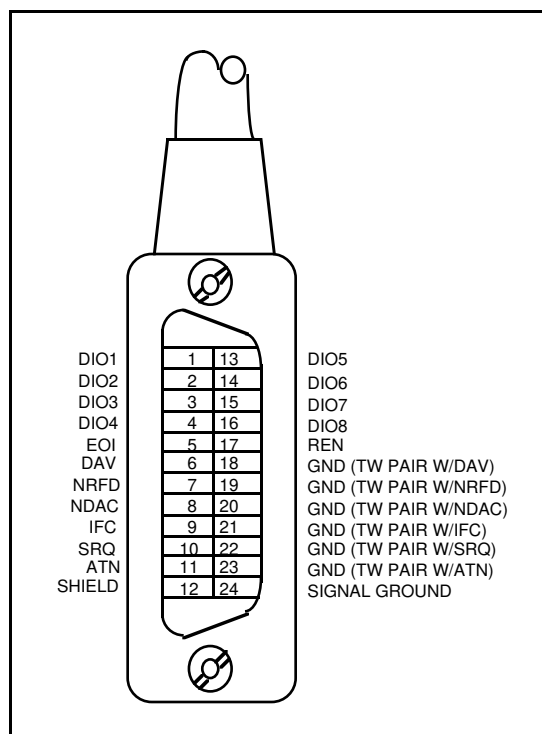 DIO1 1 13 DIO5
DIO2 2 14 DIO6
DIO3 3 15 DIO7
DIO4 4 16 DIO8
EOI 5 17 REN
DAV 6 18 GND (TW PAIR W/DAV)
NRFD 7 19 GND (TW PAIR W/NRFD)
NDAC 8 20 GND (TW PAIR W/NDAC)
IFC 9 21 GND (TW PAIR W/IFC)
SRQ 10 22 GND (TW PAIR W/SRQ)
ATN 11 23 GND (TW PAIR W/ATN)
SHIELD 12 24 SIGNAL GROUND